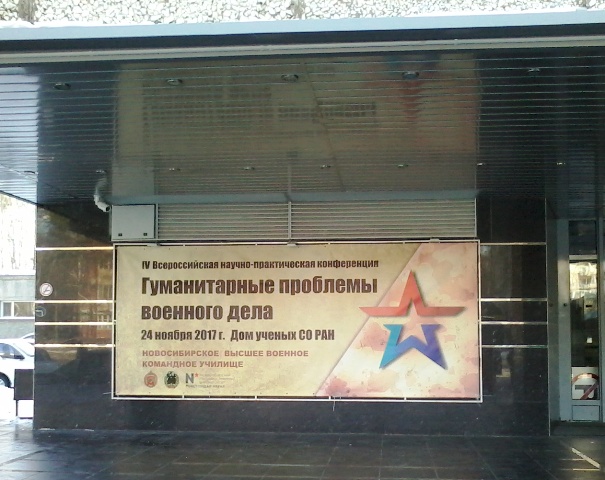 IV Всероссийская научно-практическая конференция
Гуманитарные проблемы
военного дела
24 ноября 2017 г. Дом ученых СО РАН
НОВОСИБИРСКОЕ ВЫСШЕЕ ВОЕННОЕ
КОМАНДНОЕ УЧИЛИЩЕ
N